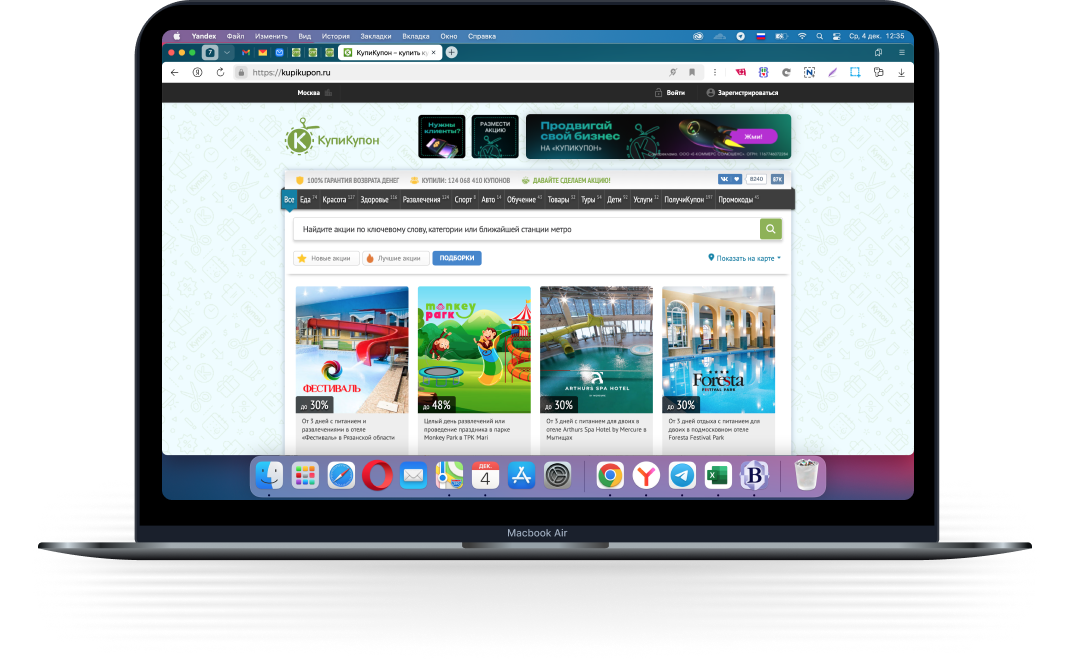 Yandex Файл Изменить Вид История Закладки Вкладка Окно Справка Ср, 4 дек. 12:35
7 КупиКупон – купить ку
https://kupikupon.ru
Москва Войти Зарегистрироваться
КупиКупон
Нужны клиенты?
РАЗМЕСТИ АКЦИЮ
Продвигай
свой бизнес
НА «КУПИКУПОН»
Жми!
100% ГАРАНТИЯ ВОЗВРАТА ДЕНЕГ КУПИЛИ: 124 068 410 КУПОНОВ ДАВАЙТЕ СДЕЛАЕМ АКЦИЮ! 8240 87K
Все Еда Красота Здоровье Развлечения Спорт Авто Обучение Товары Туры Дети Услуги ПолучиКупон Промокоды
Найдите акции по ключевому слову, категории или ближайшей станции метро
Новые акции Лучшие акции ПОДБОРКИ Показать на карте
ФЕСТИВАЛЬ
до 30%
От 3 дней с питанием и
развлечениями в отеле
«Фестиваль» в Рязанской области
monkey
park
до 48%
Целый день развлечений или
проведение праздника в парке
Monkey Park в ТРК Mari
ARTHURS SPA HOTEL
до 30%
От 3 дней с питанием для двоих в
отеле Arthurs Spa Hotel by Mercure в
Мытищах
Foresta
FESTIVAL PARK
до 30%
От 3 дней отдыха с питанием для
двоих в подмосковном отеле
Foresta Festival Park
ДЕК.
4
B
Macbook Air